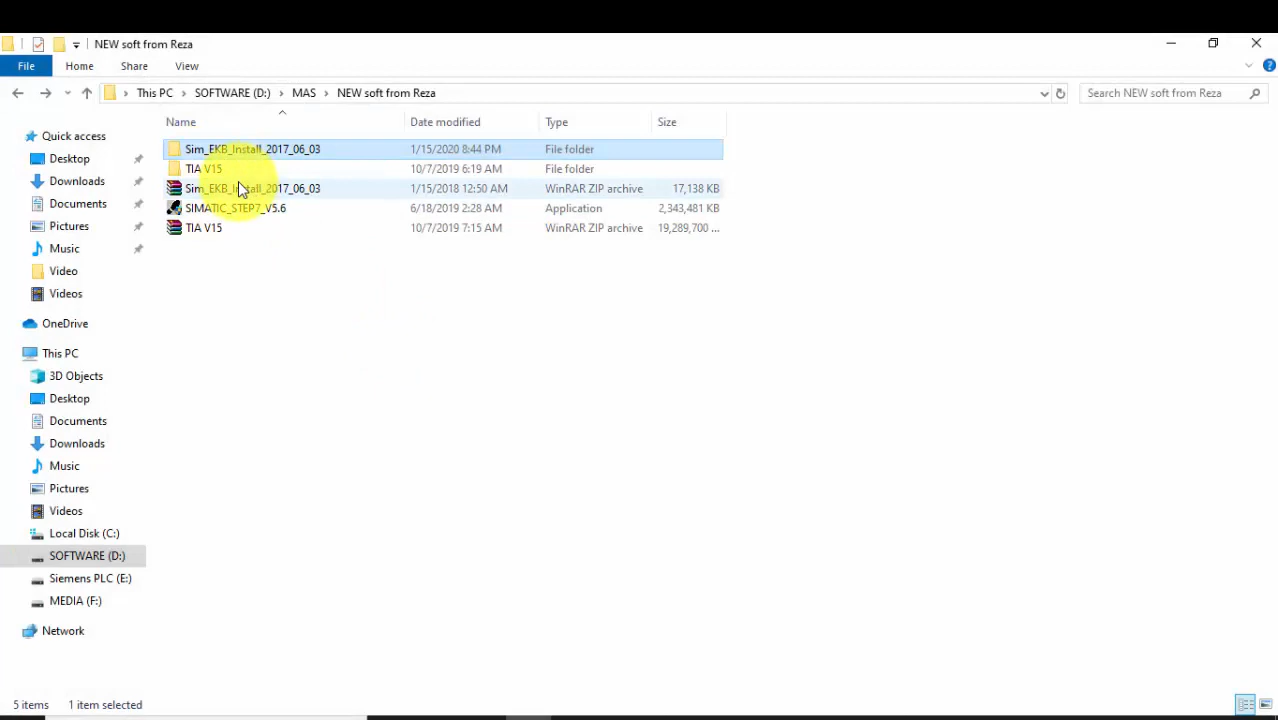 NEW soft from Reza
File Home Share View
This PC > SOFTWARE (D:) > MAS > NEW soft from Reza
Search NEW soft from Reza
Name Date modified Type Size
Sim_EKB_Install_2017_06_03 1/15/2020 8:44 PM File folder
TIA V15 10/7/2019 6:19 AM File folder
Sim_EKB_Install_2017_06_03 1/15/2018 12:50 AM WinRAR ZIP archive 17,138 KB
SIMATIC_STEP7_V5.6 6/18/2019 2:28 AM Application 2,343,481 KB
TIA V15 10/7/2019 7:15 AM WinRAR ZIP archive 19,289,700 ...
Quick access
Desktop
Downloads
Documents
Pictures
Music
Video
Videos
OneDrive
This PC
3D Objects
Desktop
Documents
Downloads
Music
Pictures
Videos
Local Disk (C:)
SOFTWARE (D:)
Siemens PLC (E:)
MEDIA (F:)
Network
5 items 1 item selected